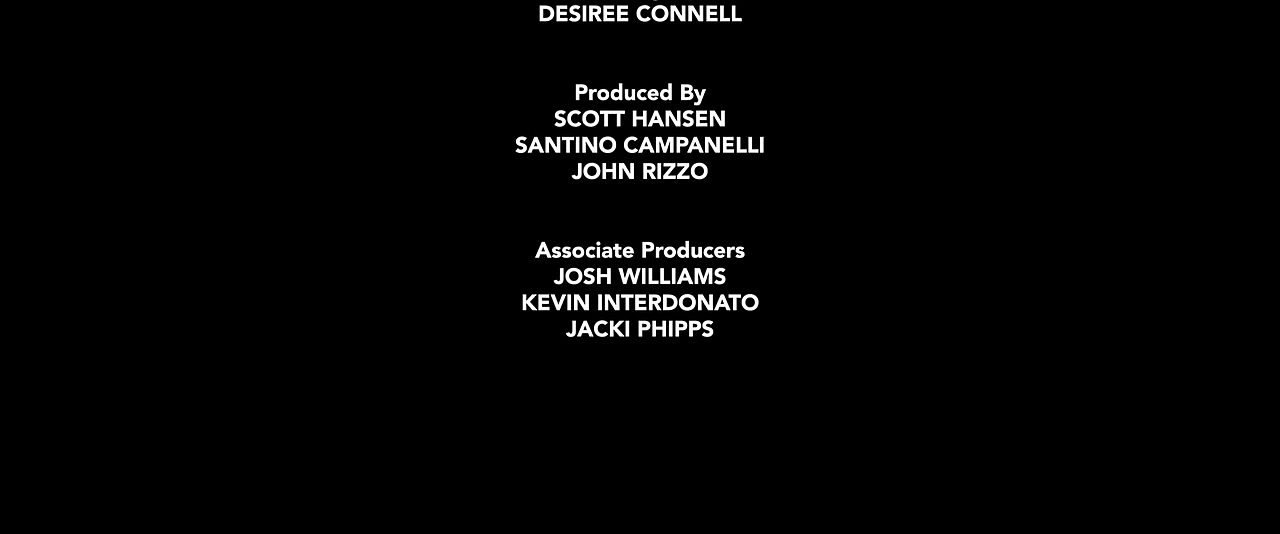 DESIREE CONNELL
Produced By
SCOTT HANSEN
SANTINO CAMPANELLI
JOHN RIZZO
Associate Producers
JOSH WILLIAMS
KEVIN INTERDONATO
JACKI PHIPPS